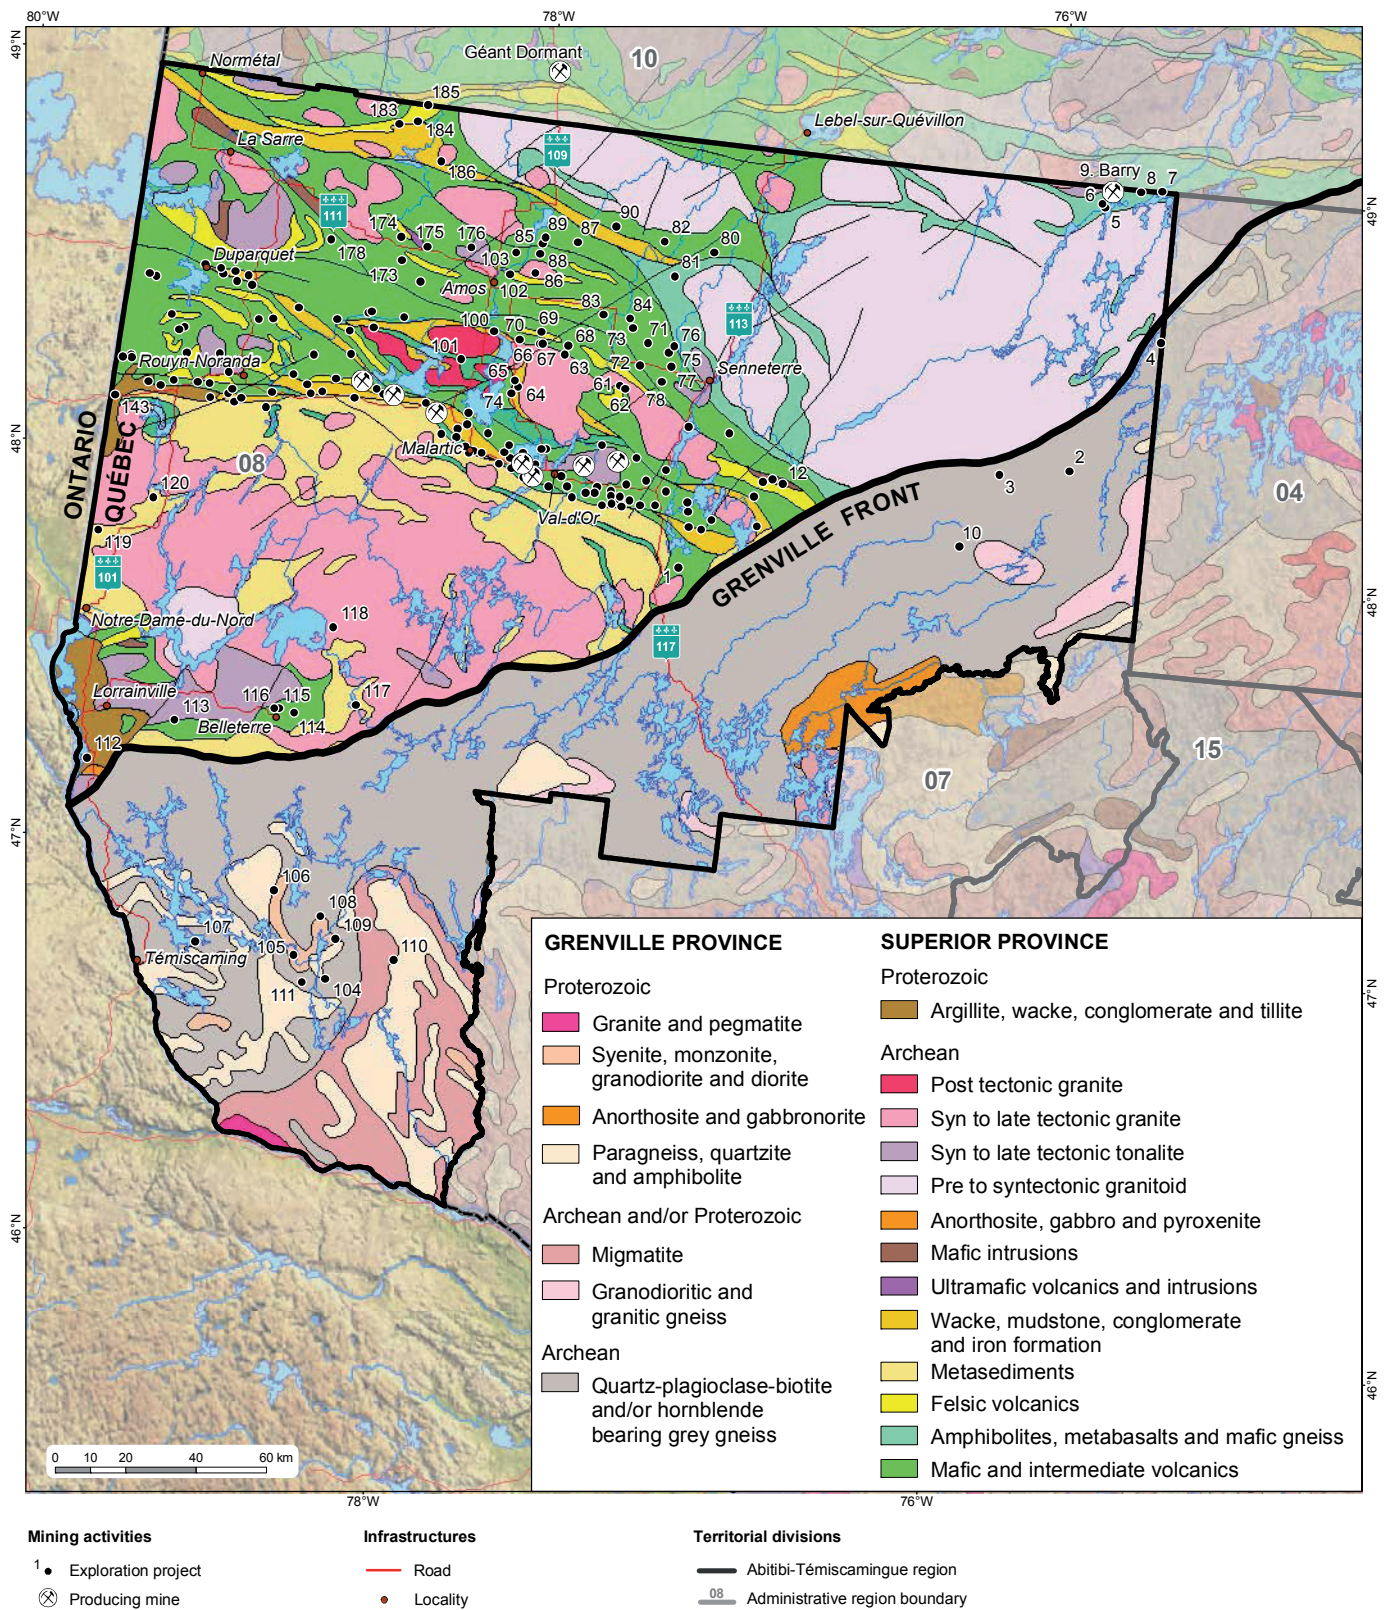 80°W
78°W
76°W
49°N
Normétal
Géant Dormant
10
185
183
184
La Sarre
186
109
Lebel-sur-Quévillon
9. Barry
8
7
6
5
49°N
111
174
175
176
178
173
85
89
87
90
82
80
88
81
103
86
Duparquet
Amos
102
83
84
113
100
70
69
68
73
71
76
101
66
67
63
72
75
65
64
61
77
74
62
78
Senneterre
4
Rouyn-Noranda
143
ONTARIO
QUÉBEC
08
48°N
Malartic
12
2
3
04
120
119
Val-d'Or
10
1
GRENVILLE FRONT
101
48°N
Notre-Dame-du-Nord
118
117
Lorrainville
113
116
115
Belleterre
114
117
112
15
07
47°N
106
108
107
109
105
110
Témiscaming
111
104
47°N
46°N
46°N
GRENVILLE PROVINCE
Proterozoic
Granite and pegmatite
Syenite, monzonite,
granodiorite and diorite
Anorthosite and gabbronorite
Paragneiss, quartzite
and amphibolite
Archean and/or Proterozoic
Migmatite
Granodioritic and
granitic gneiss
Archean
Quartz-plagioclase-biotite
and/or hornblende
bearing grey gneiss
SUPERIOR PROVINCE
Proterozoic
Argillite, wacke, conglomerate and tillite
Archean
Post tectonic granite
Syn to late tectonic granite
Syn to late tectonic tonalite
Pre to syntectonic granitoid
Anorthosite, gabbro and pyroxenite
Mafic intrusions
Ultramafic volcanics and intrusions
Wacke, mudstone, conglomerate
and iron formation
Metasediments
Felsic volcanics
Amphibolites, metabasalts and mafic gneiss
Mafic and intermediate volcanics
0 10 20 40 60 km
78°W
76°W
Mining activities
1 Exploration project
Producing mine
Infrastructures
Road
Locality
Territorial divisions
Abitibi-Témiscamingue region
08 Administrative region boundary